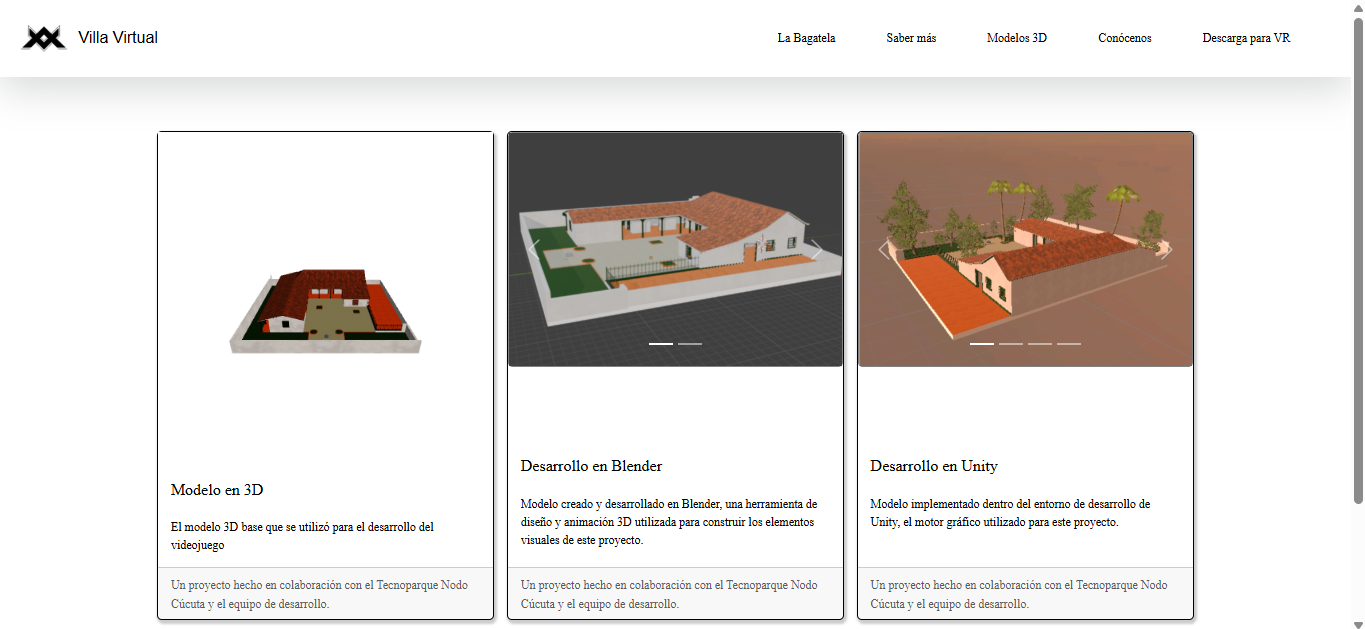 Villa Virtual
La Bagatela
Saber más
Modelos 3D
Conócenos
Descarga para VR
Modelo en 3D
El modelo 3D base que se utilizó para el desarrollo del
videojuego
Un proyecto hecho en colaboración con el Tecnoparque Nodo
Cúcuta y el equipo de desarrollo.
Desarrollo en Blender
Modelo creado y desarrollado en Blender, una herramienta de
diseño y animación 3D utilizada para construir los elementos
visuales de este proyecto.
Un proyecto hecho en colaboración con el Tecnoparque Nodo
Cúcuta y el equipo de desarrollo.
Desarrollo en Unity
Modelo implementado dentro del entorno de desarrollo de
Unity, el motor gráfico utilizado para este proyecto.
Un proyecto hecho en colaboración con el Tecnoparque Nodo
Cúcuta y el equipo de desarrollo.